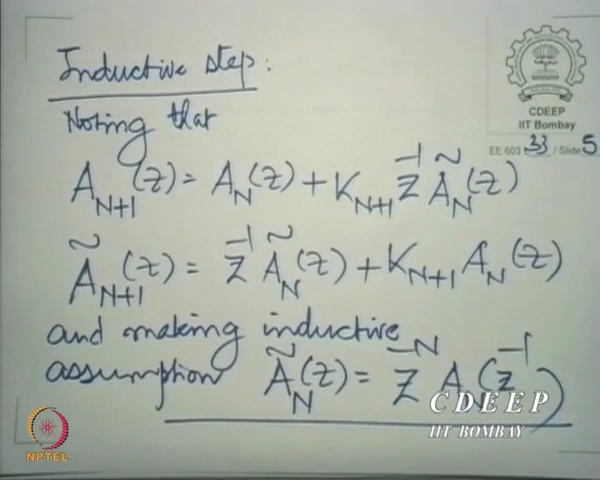 Inductive step:
CDEEP
IIT Bombay
EE 603 33 / Slide 5
Noting that
A_{N+1}(z) = A_N(z) + K_{N+1} z^{-1} Ã_N(z)
Ã_{N+1}(z) = z^{-1} Ã_N(z) + K_{N+1} A_N(z)
and making inductive
assumption Ã_N(z) = z^{-N} A_N(z^{-1})
CDEEP
IIT BOMBAY
NPTEL